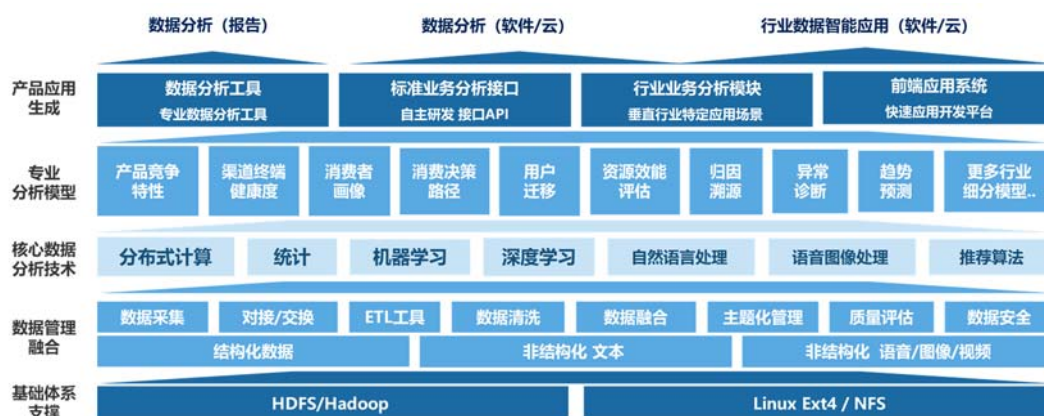 数据分析（报告） 数据分析（软件/云） 行业数据智能应用（软件/云）
产品应用
生成
数据分析工具
专业数据分析工具
标准业务分析接口
自主研发 接口API
行业业务分析模块
垂直行业特定应用场景
前端应用系统
快速应用开发平台
专业
分析模型
产品竞争
特性
渠道终端
健康度
消费者
画像
消费决策
路径
用户
迁移
资源效能
评估
归因
溯源
异常
诊断
趋势
预测
更多行业
细分模型..
核心数据
分析技术
分布式计算 统计 机器学习 深度学习 自然语言处理 语音图像处理 推荐算法
数据管理
融合
数据采集 对接/交换 ETL工具 数据清洗 数据融合 主题化管理 质量评估 数据安全
结构化数据 非结构化 文本 非结构化 语音/图像/视频
基础体系
支撑
HDFS/Hadoop Linux Ext4 / NFS